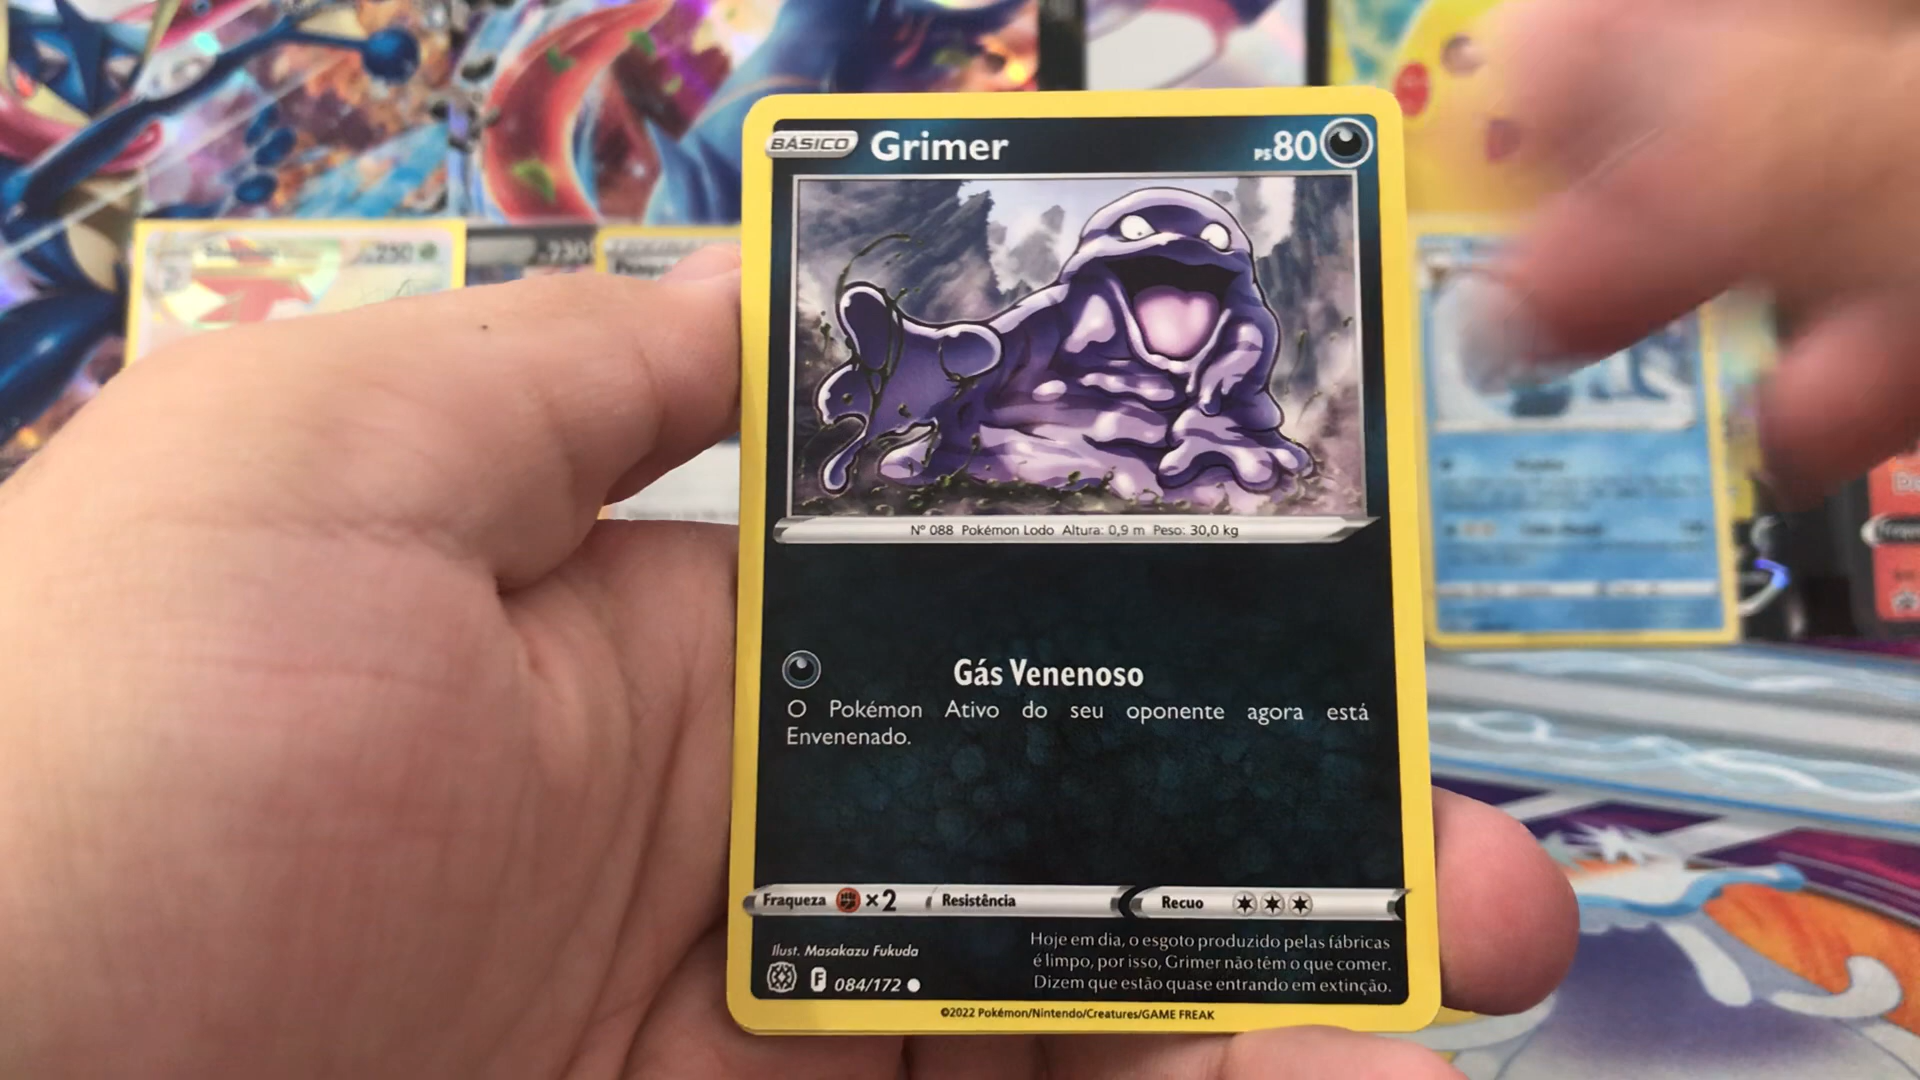 250
230
BÁSICO Grimer PS80
Nº 088 Pokémon Lodo Altura: 0,9 m Peso: 30,0 kg
Gás Venenoso
O Pokémon Ativo do seu oponente agora está
Envenenado.
Fraqueza ×2 Resistência Recuo
Ilust. Masakazu Fukuda
F 084/172
Hoje em dia, o esgoto produzido pelas fábricas
é limpo, por isso, Grimer não têm o que comer.
Dizem que estão quase entrando em extinção.
©2022 Pokémon/Nintendo/Creatures/GAME FREAK